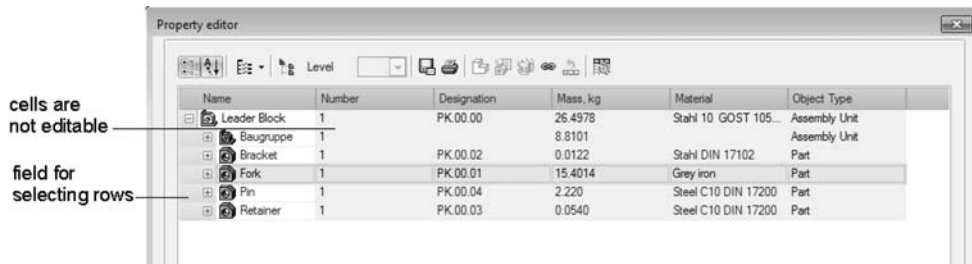 Property editor
Level
Name Number Designation Mass, kg Material Object Type
cells are
not editable
Leader Block 1 PK.00.00 26.4978 Stahl 10 GOST 105... Assembly Unit
Baugruppe 1 8.8101 Assembly Unit
Bracket 1 PK.00.02 0.0122 Stahl DIN 17102 Part
field for
selecting rows
Fork 1 PK.00.01 15.4014 Grey iron Part
Pin 1 PK.00.04 2.220 Steel C10 DIN 17200 Part
Retainer 1 PK.00.03 0.0540 Steel C10 DIN 17200 Part